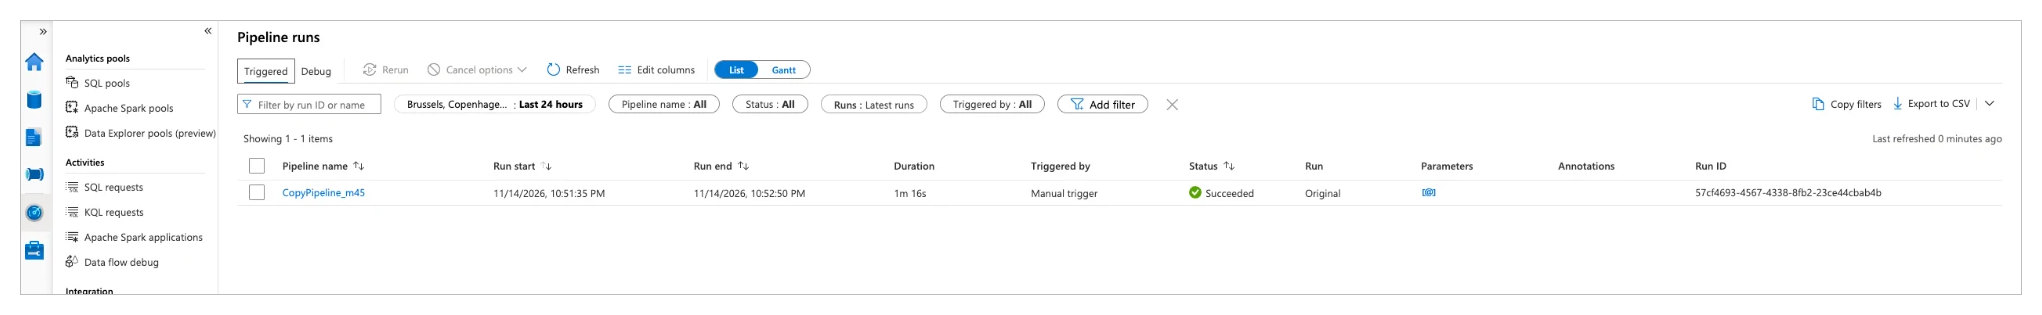 » «
Analytics pools
SQL pools
Apache Spark pools
Data Explorer pools (preview)
Activities
SQL requests
KQL requests
Apache Spark applications
Data flow debug
Integration
Pipeline runs
Triggered Debug Rerun Cancel options Refresh Edit columns List Gantt
Filter by run ID or name Brussels, Copenhage... : Last 24 hours Pipeline name : All Status : All Runs : Latest runs Triggered by : All Add filter Copy filters Export to CSV
Showing 1 - 1 items Last refreshed 0 minutes ago
Pipeline name ↑↓ Run start ↑↓ Run end ↑↓ Duration Triggered by Status ↑↓ Run Parameters Annotations Run ID
CopyPipeline_m45 11/14/2026, 10:51:35 PM 11/14/2026, 10:52:50 PM 1m 16s Manual trigger Succeeded Original [@] 57cf4693-4567-4338-8fb2-23ce44cbab4b